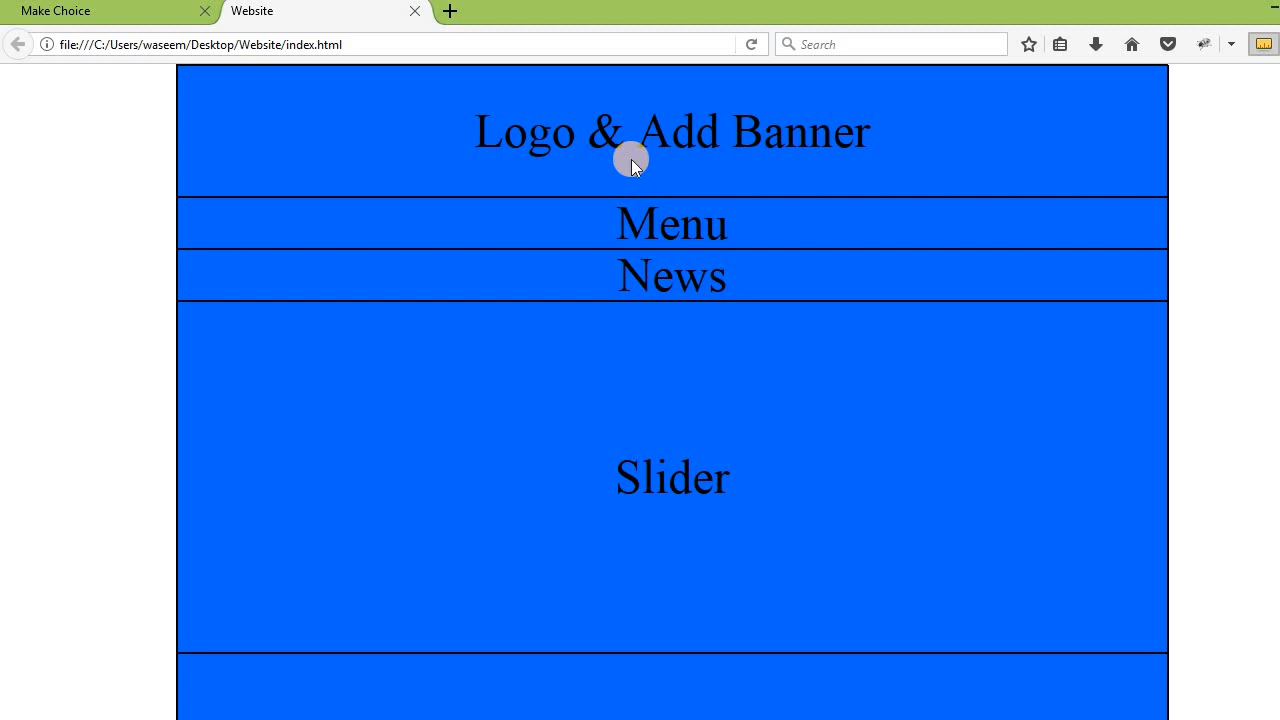 Make Choice
Website
file:///C:/Users/waseem/Desktop/Website/index.html
Search
Logo & Add Banner
Menu
News
Slider